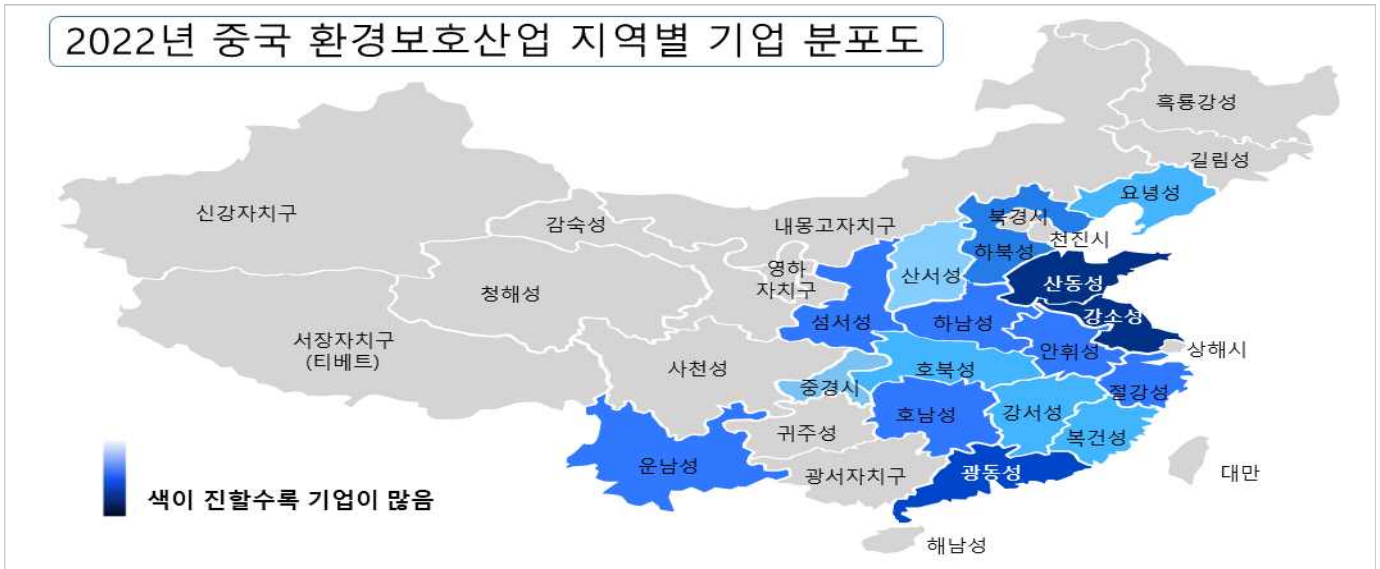 2022년 중국 환경보호산업 지역별 기업 분포도
흑룡강성
길림성
요녕성
신강자치구
감숙성
내몽고자치구
북경시
천진시
하북성
영하
자치구
산서성
산동성
청해성
섬서성
하남성
강소성
서장자치구
(티베트)
사천성
안휘성
상해시
중경시
호북성
절강성
호남성
강서성
귀주성
복건성
운남성
광서자치구
광동성
대만
색이 진할수록 기업이 많음
해남성